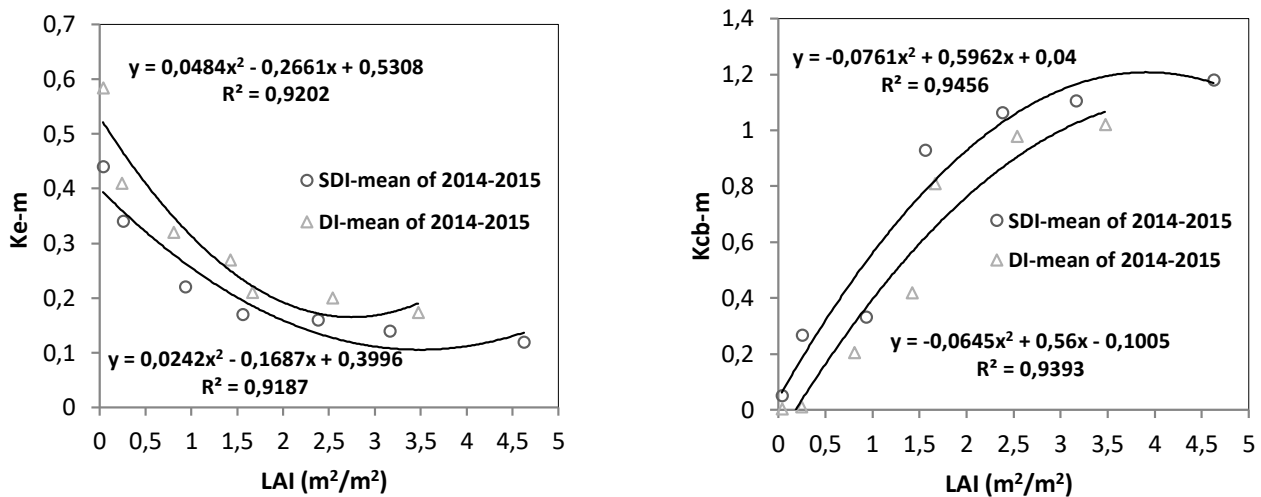 0,7
0,6
0,5
0,4
0,3
0,2
0,1
0
Ke-m
y = 0,0484x² - 0,2661x + 0,5308
R² = 0,9202
SDI-mean of 2014-2015
DI-mean of 2014-2015
y = 0,0242x² - 0,1687x + 0,3996
R² = 0,9187
0 0,5 1 1,5 2 2,5 3 3,5 4 4,5 5
LAI (m²/m²)
1,4
1,2
1
0,8
0,6
0,4
0,2
0
Kcb-m
y = -0,0761x² + 0,5962x + 0,04
R² = 0,9456
SDI-mean of 2014-2015
DI-mean of 2014-2015
y = -0,0645x² + 0,56x - 0,1005
R² = 0,9393
0 0,5 1 1,5 2 2,5 3 3,5 4 4,5 5
LAI (m²/m²)